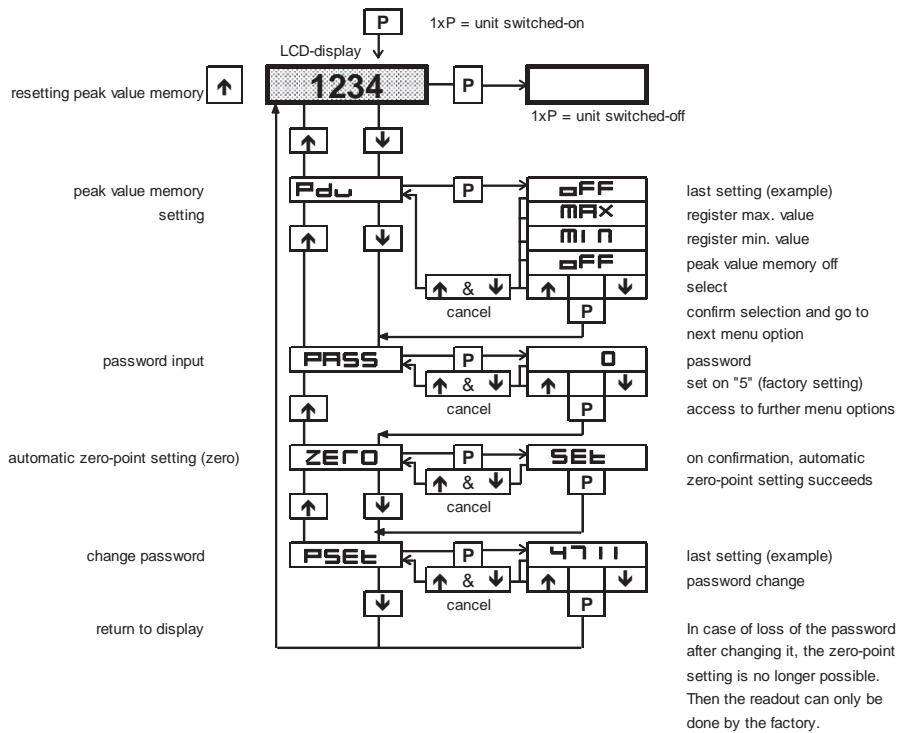 P 1xP = unit switched-on
LCD-display
resetting peak value memory ↑ 1234 P
1xP = unit switched-off
↑ ↓
peak value memory Pdv P oFF last setting (example)
setting MAX register max. value
↑ ↓ MIN register min. value
oFF peak value memory off
↑ & ↓ ↑ ↓ select
cancel P confirm selection and go to
next menu option
password input PASS P 0 password
↑ & ↓ ↑ ↓ set on "5" (factory setting)
↑ cancel P access to further menu options
automatic zero-point setting (zero) ZErO P SEt on confirmation, automatic
↑ & ↓ P zero-point setting succeeds
↑ ↓ cancel
change password PSEt P 4711 last setting (example)
↑ & ↓ ↑ ↓ password change
↓ cancel P
return to display In case of loss of the password
after changing it, the zero-point
setting is no longer possible.
Then the readout can only be
done by the factory.